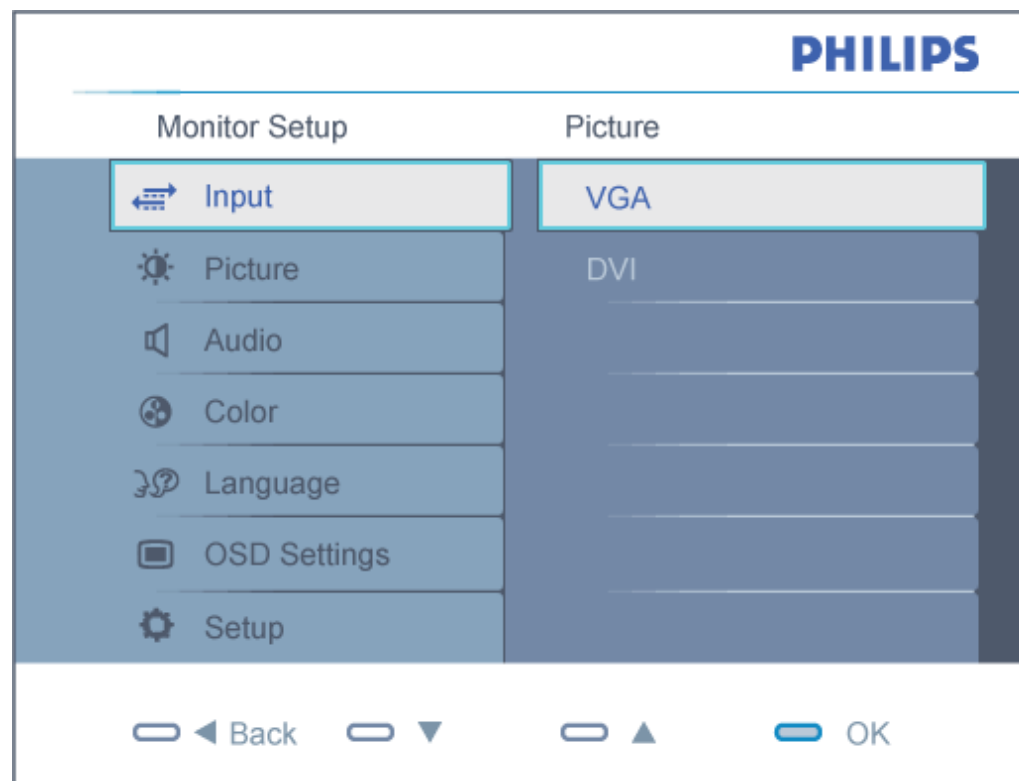 PHILIPS
Monitor Setup
Picture
Input
VGA
Picture
DVI
Audio
Color
Language
OSD Settings
Setup
Back
OK